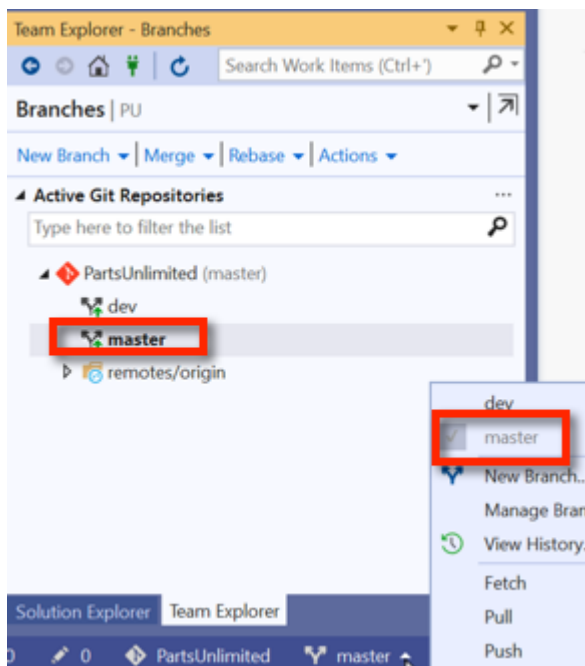 Team Explorer - Branches
Search Work Items (Ctrl+')
Branches | PU
New Branch | Merge | Rebase | Actions
Active Git Repositories ...
Type here to filter the list
PartsUnlimited (master)
dev
master
remotes/origin
dev
master
New Branch...
Manage Bran
View History.
Fetch
Pull
Push
Solution Explorer Team Explorer
0 0 PartsUnlimited master